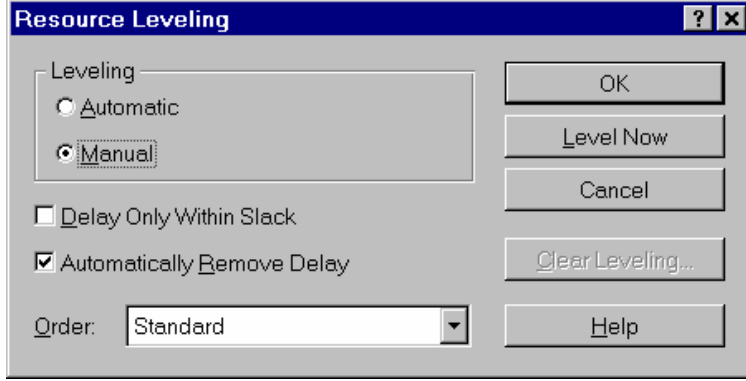 Resource Leveling
Leveling
Automatic
Manual
Delay Only Within Slack
Automatically Remove Delay
Order: Standard
OK
Level Now
Cancel
Clear Leveling...
Help